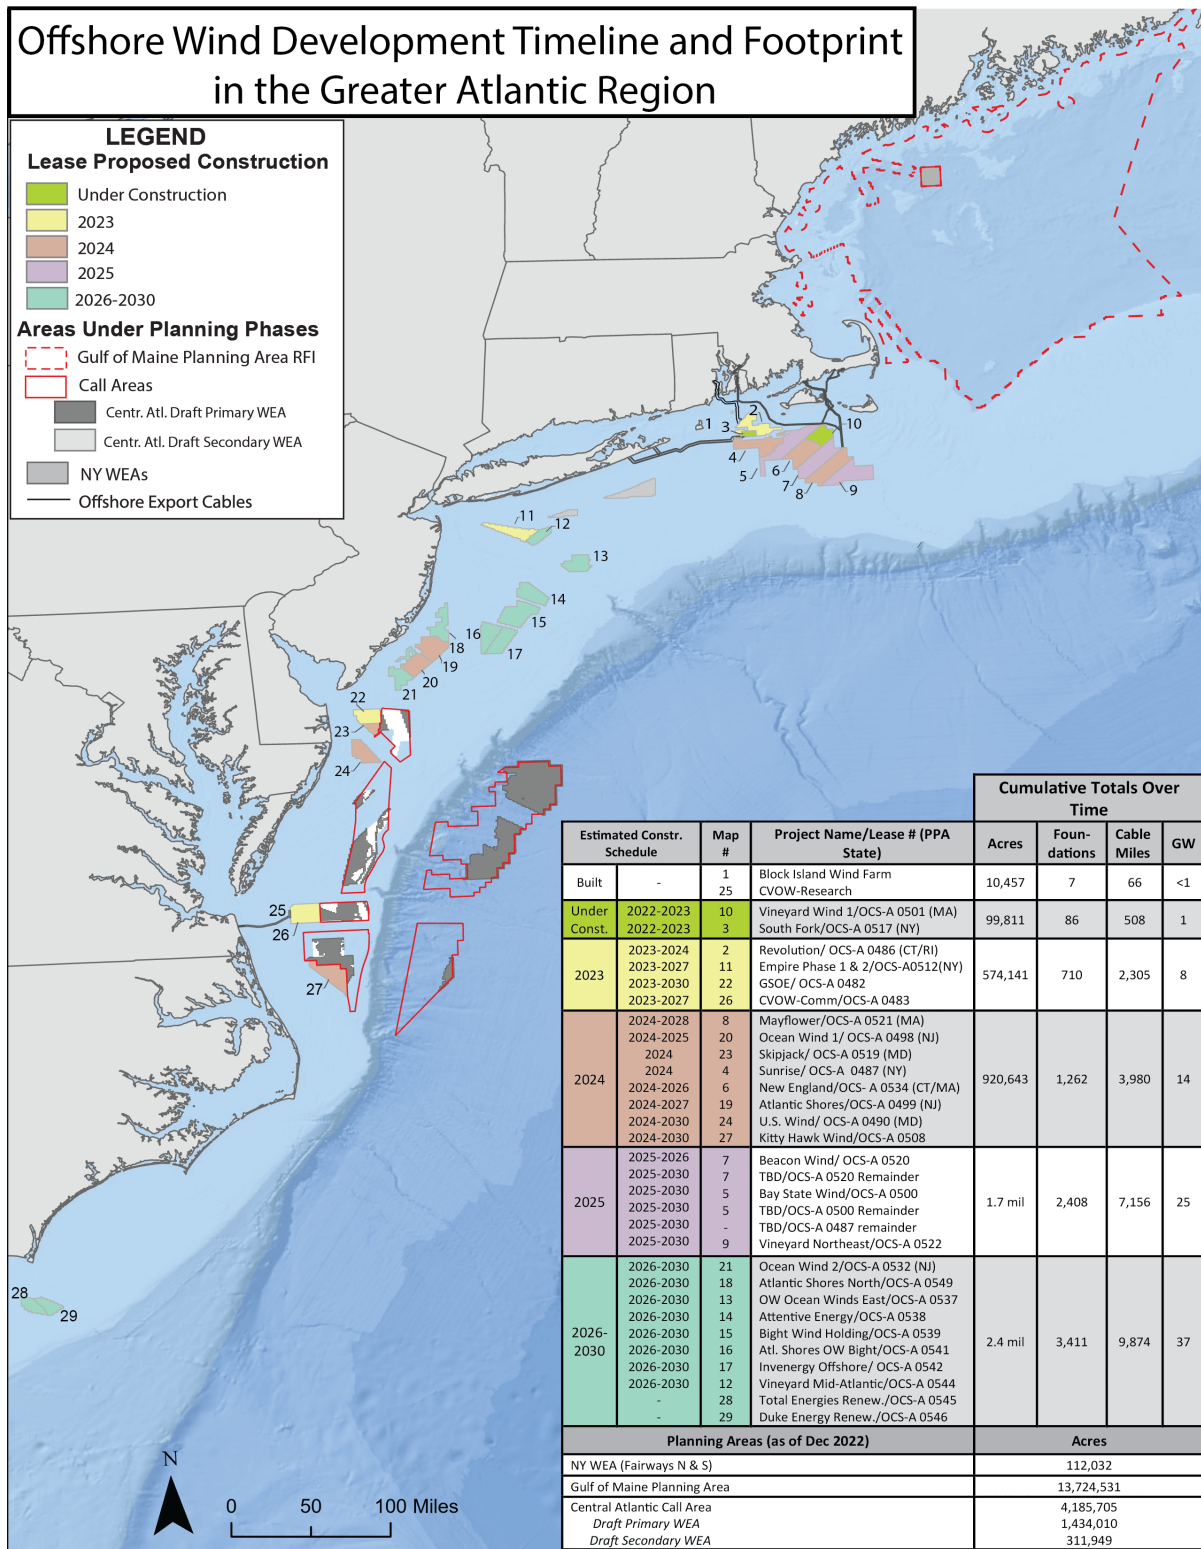 Offshore Wind Development Timeline and Footprint
in the Greater Atlantic Region
LEGEND
Lease Proposed Construction
Under Construction
2023
2024
2025
2026-2030
Areas Under Planning Phases
Gulf of Maine Planning Area RFI
Call Areas
Centr. Atl. Draft Primary WEA
Centr. Atl. Draft Secondary WEA
NY WEAs
Offshore Export Cables
1
2
3
10
4
5
6
7
8
9
11
12
13
14
15
16
17
18
19
20
21
22
23
24
25
26
27
28
29
N
0 50 100 Miles
Cumulative Totals Over
Time
Estimated Constr.
Schedule
Map
#
Project Name/Lease # (PPA
State)
Acres
Foun-
dations
Cable
Miles
GW
Built
- 1 Block Island Wind Farm
25 CVOW-Research
10,457 7 66 <1
Under
Const.
2022-2023 10 Vineyard Wind 1/OCS-A 0501 (MA)
2022-2023 3 South Fork/OCS-A 0517 (NY)
99,811 86 508 1
2023
2023-2024 2 Revolution/ OCS-A 0486 (CT/RI)
2023-2027 11 Empire Phase 1 & 2/OCS-A0512(NY)
2023-2030 22 GSOE/ OCS-A 0482
2023-2027 26 CVOW-Comm/OCS-A 0483
574,141 710 2,305 8
2024
2024-2028 8 Mayflower/OCS-A 0521 (MA)
2024-2025 20 Ocean Wind 1/ OCS-A 0498 (NJ)
2024 23 Skipjack/ OCS-A 0519 (MD)
2024 4 Sunrise/ OCS-A 0487 (NY)
2024-2026 6 New England/OCS- A 0534 (CT/MA)
2024-2027 19 Atlantic Shores/OCS-A 0499 (NJ)
2024-2030 24 U.S. Wind/ OCS-A 0490 (MD)
2024-2030 27 Kitty Hawk Wind/OCS-A 0508
920,643 1,262 3,980 14
2025
2025-2026 7 Beacon Wind/ OCS-A 0520
2025-2030 7 TBD/OCS-A 0520 Remainder
2025-2030 5 Bay State Wind/OCS-A 0500
2025-2030 5 TBD/OCS-A 0500 Remainder
2025-2030 - TBD/OCS-A 0487 remainder
2025-2030 9 Vineyard Northeast/OCS-A 0522
1.7 mil 2,408 7,156 25
2026-
2030
2026-2030 21 Ocean Wind 2/OCS-A 0532 (NJ)
2026-2030 18 Atlantic Shores North/OCS-A 0549
2026-2030 13 OW Ocean Winds East/OCS-A 0537
2026-2030 14 Attentive Energy/OCS-A 0538
2026-2030 15 Bight Wind Holding/OCS-A 0539
2026-2030 16 Atl. Shores OW Bight/OCS-A 0541
2026-2030 17 Invenergy Offshore/ OCS-A 0542
2026-2030 12 Vineyard Mid-Atlantic/OCS-A 0544
- 28 Total Energies Renew./OCS-A 0545
- 29 Duke Energy Renew./OCS-A 0546
2.4 mil 3,411 9,874 37
Planning Areas (as of Dec 2022) Acres
NY WEA (Fairways N & S) 112,032
Gulf of Maine Planning Area 13,724,531
Central Atlantic Call Area 4,185,705
Draft Primary WEA 1,434,010
Draft Secondary WEA 311,949